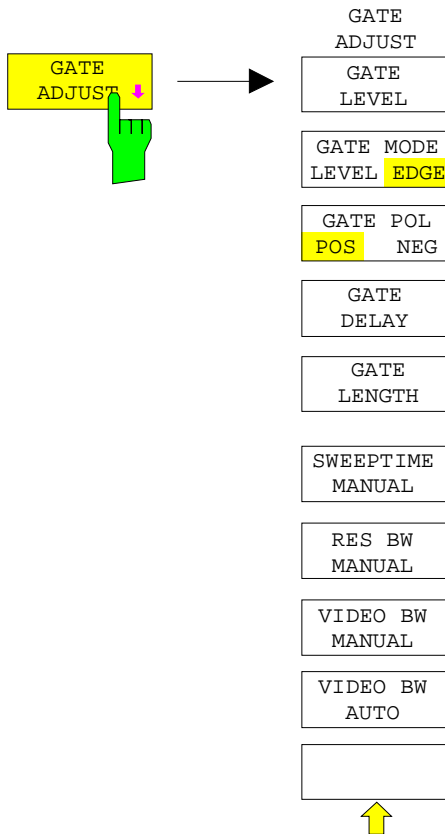 GATE
ADJUST
GATE
ADJUST
GATE
LEVEL
GATE MODE
LEVEL EDGE
GATE POL
POS NEG
GATE
DELAY
GATE
LENGTH
SWEEPTIME
MANUAL
RES BW
MANUAL
VIDEO BW
MANUAL
VIDEO BW
AUTO